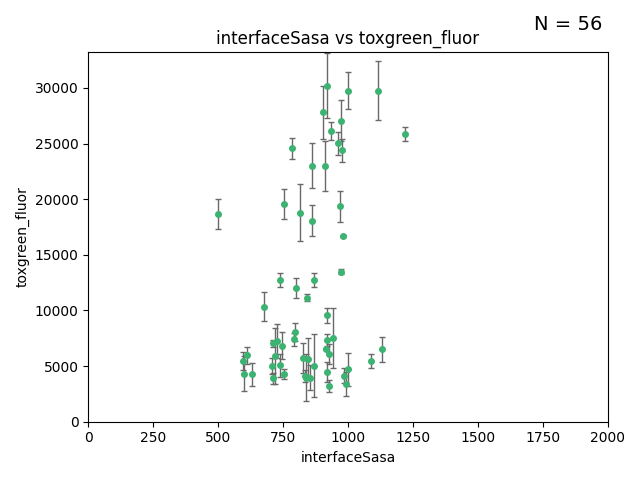 N = 56
interfaceSasa vs toxgreen_fluor
toxgreen_fluor
30000
25000
20000
15000
10000
5000
0
0 250 500 750 1000 1250 1500 1750 2000
interfaceSasa